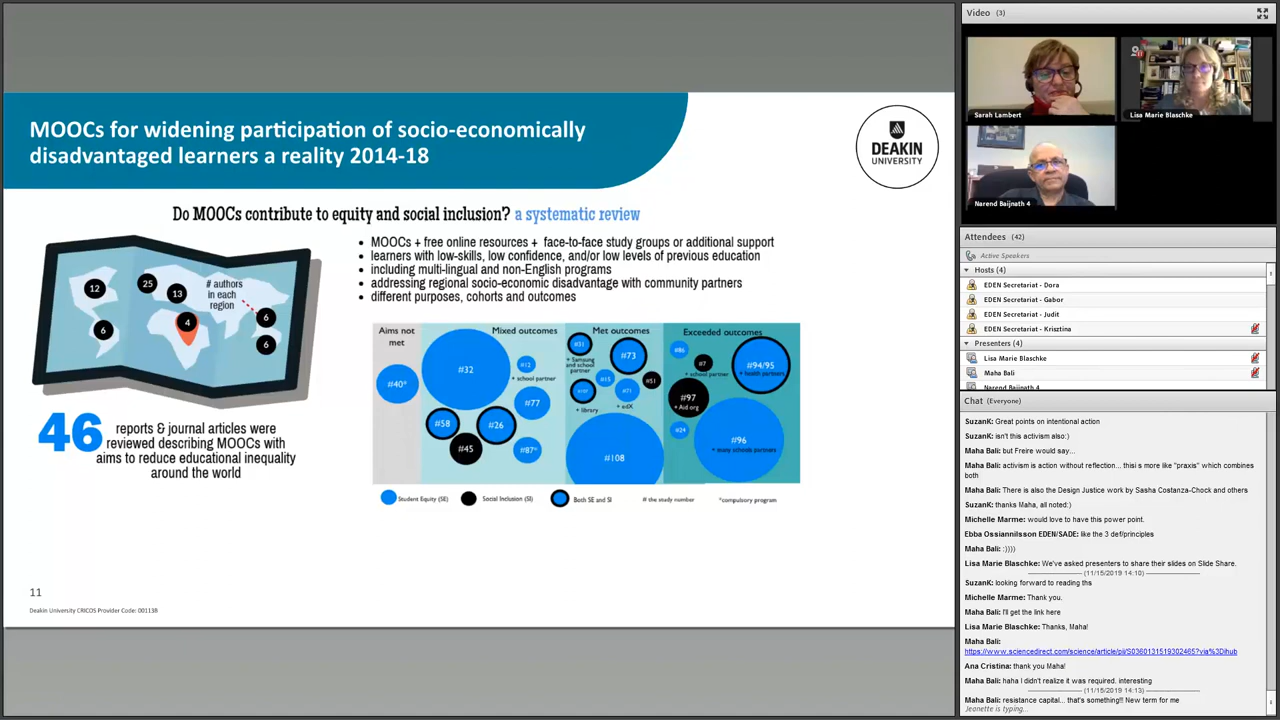 MOOCs for widening participation of socio-economically
disadvantaged learners a reality 2014-18
DEAKIN
UNIVERSITY
Do MOOCs contribute to equity and social inclusion? a systematic review
# authors
in each
region
12
25
13
6
4
6
6
46
reports & journal articles were
reviewed describing MOOCs with
aims to reduce educational inequality
around the world
• MOOCs + free online resources + face-to-face study groups or additional support
• learners with low-skills, low confidence, and/or low levels of previous education
• including multi-lingual and non-English programs
• addressing regional socio-economic disadvantage with community partners
• different purposes, cohorts and outcomes
Aims not
met
Mixed outcomes
Met outcomes
Exceeded outcomes
#40*
#32
#12
+ school partner
#77
#58
#26
#45
#87*
#31
+ Samsung
and school
partner
#73
#15
#51
#71
+ library
+ edX
#108
#86
#7
+ school partner
#94/95
+ health partners
#97
+ Aid org
#24
#96
+ many schools partners
Student Equity (SE)
Social Inclusion (SI)
Both SE and SI
# the study number
*compulsory program
11
Deakin University CRICOS Provider Code: 00113B
Video (3)
Sarah Lambert
Lisa Marie Blaschke
Narend Baijnath 4
Attendees (42)
Active Speakers
Hosts (4)
EDEN Secretariat - Dora
EDEN Secretariat - Gabor
EDEN Secretariat - Judit
EDEN Secretariat - Krisztina
Presenters (4)
Lisa Marie Blaschke
Maha Bali
Narend Baijnath 4
Chat (Everyone)
SuzanK: Great points on intentional action
SuzanK: isn't this activism also:)
Maha Bali: but Freire would say...
Maha Bali: activism is action without reflection... thisi s more like "praxis" which combines
both
Maha Bali: There is also the Design Justice work by Sasha Costanza-Chock and others
SuzanK: thanks Maha, all noted:)
Michelle Marme: would love to have this power point.
Ebba Ossiannilsson EDEN/SADE: like the 3 def/principles
Maha Bali: :))))
Lisa Marie Blaschke: We've asked presenters to share their slides on Slide Share.
(11/15/2019 14:10)
SuzanK: looking forward to reading ths
Michelle Marme: Thank you.
Maha Bali: I'll get the link here
Lisa Marie Blaschke: Thanks, Maha!
Maha Bali:
https://www.sciencedirect.com/science/article/pii/S0360131519302465?via%3Dihub
Ana Cristina: thank you Maha!
Maha Bali: haha I didn't realize it was required. interesting
(11/15/2019 14:13)
Maha Bali: resistance capital... that's something!! New term for me
Jeanette is typing...